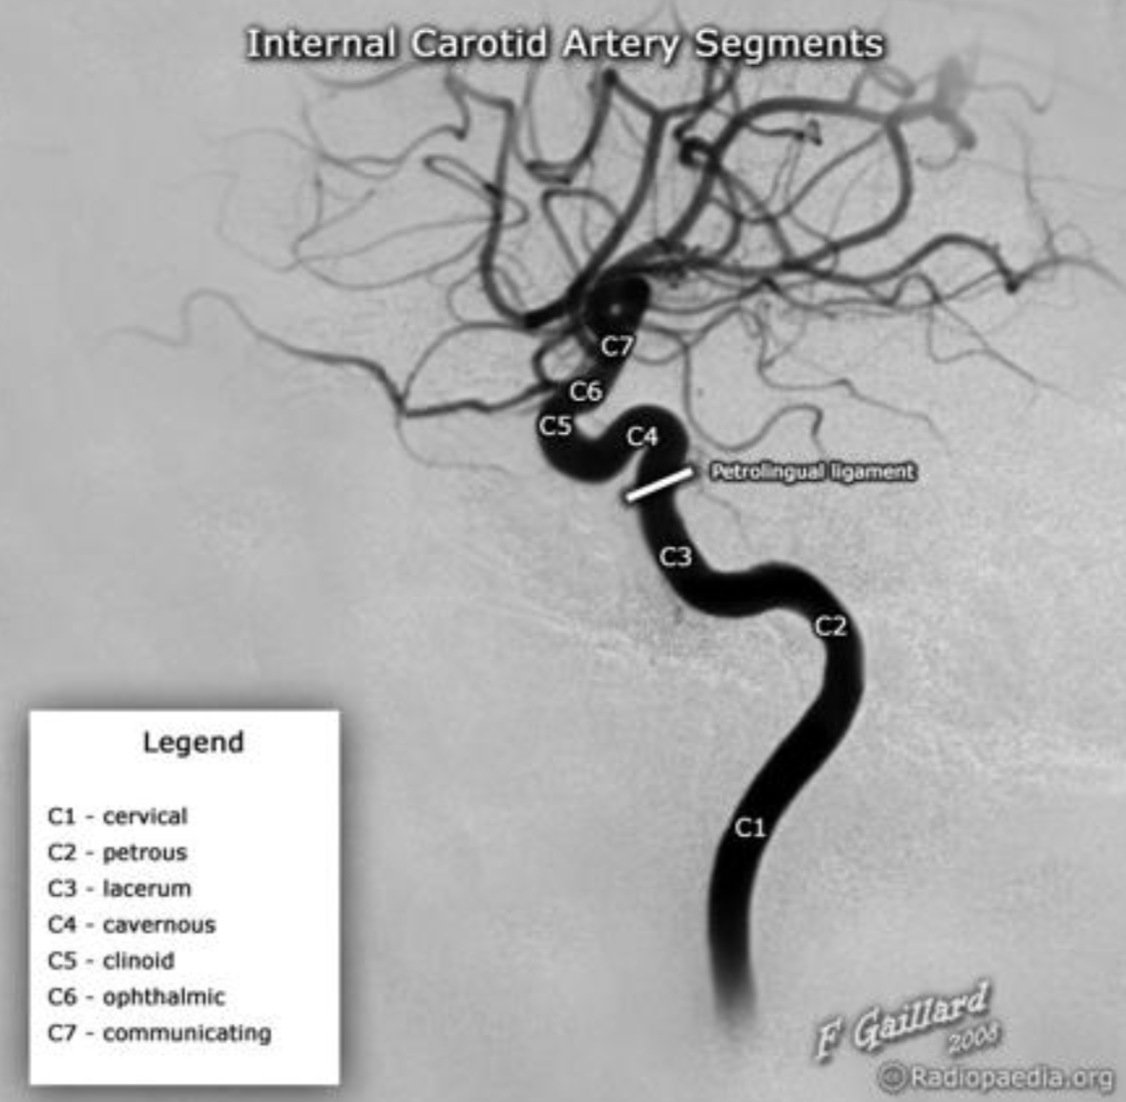 Internal Carotid Artery Segments
C7
C6
C5
C4
Petrolingual ligament
C3
C2
C1
Legend
C1 - cervical
C2 - petrous
C3 - lacerum
C4 - cavernous
C5 - clinoid
C6 - ophthalmic
C7 - communicating
F Gaillard
2008
Radiopaedia.org